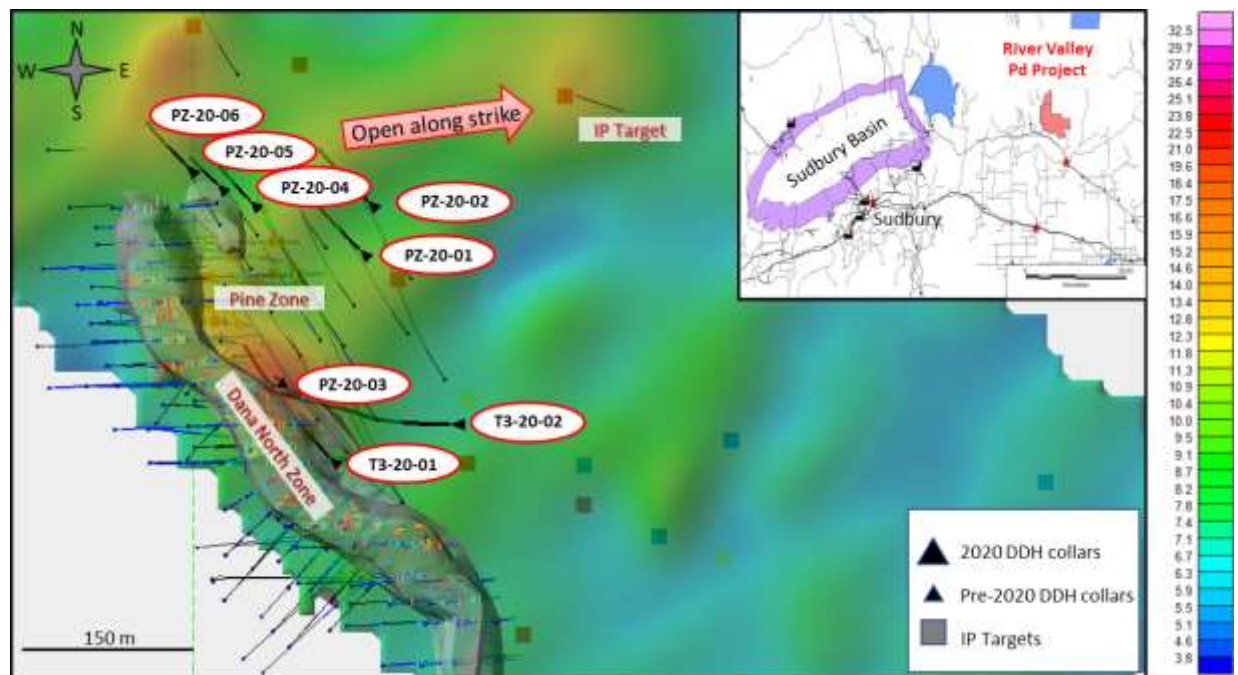 N
W E
S
PZ-20-06
PZ-20-05
PZ-20-04
PZ-20-02
PZ-20-01
Open along strike
IP Target
Pine Zone
PZ-20-03
T3-20-02
T3-20-01
Dana North Zone
150 m
River Valley
Pd Project
Sudbury Basin
Sudbury
2020 DDH collars
Pre-2020 DDH collars
IP Targets
32.5
29.7
27.9
26.4
25.1
23.8
22.5
21.0
19.6
18.4
17.5
16.6
15.9
15.2
14.6
14.0
13.4
12.8
12.3
11.8
11.3
10.9
10.4
10.0
9.5
9.1
8.7
8.2
7.8
7.4
7.1
6.7
6.3
5.9
5.5
5.1
4.6
3.8